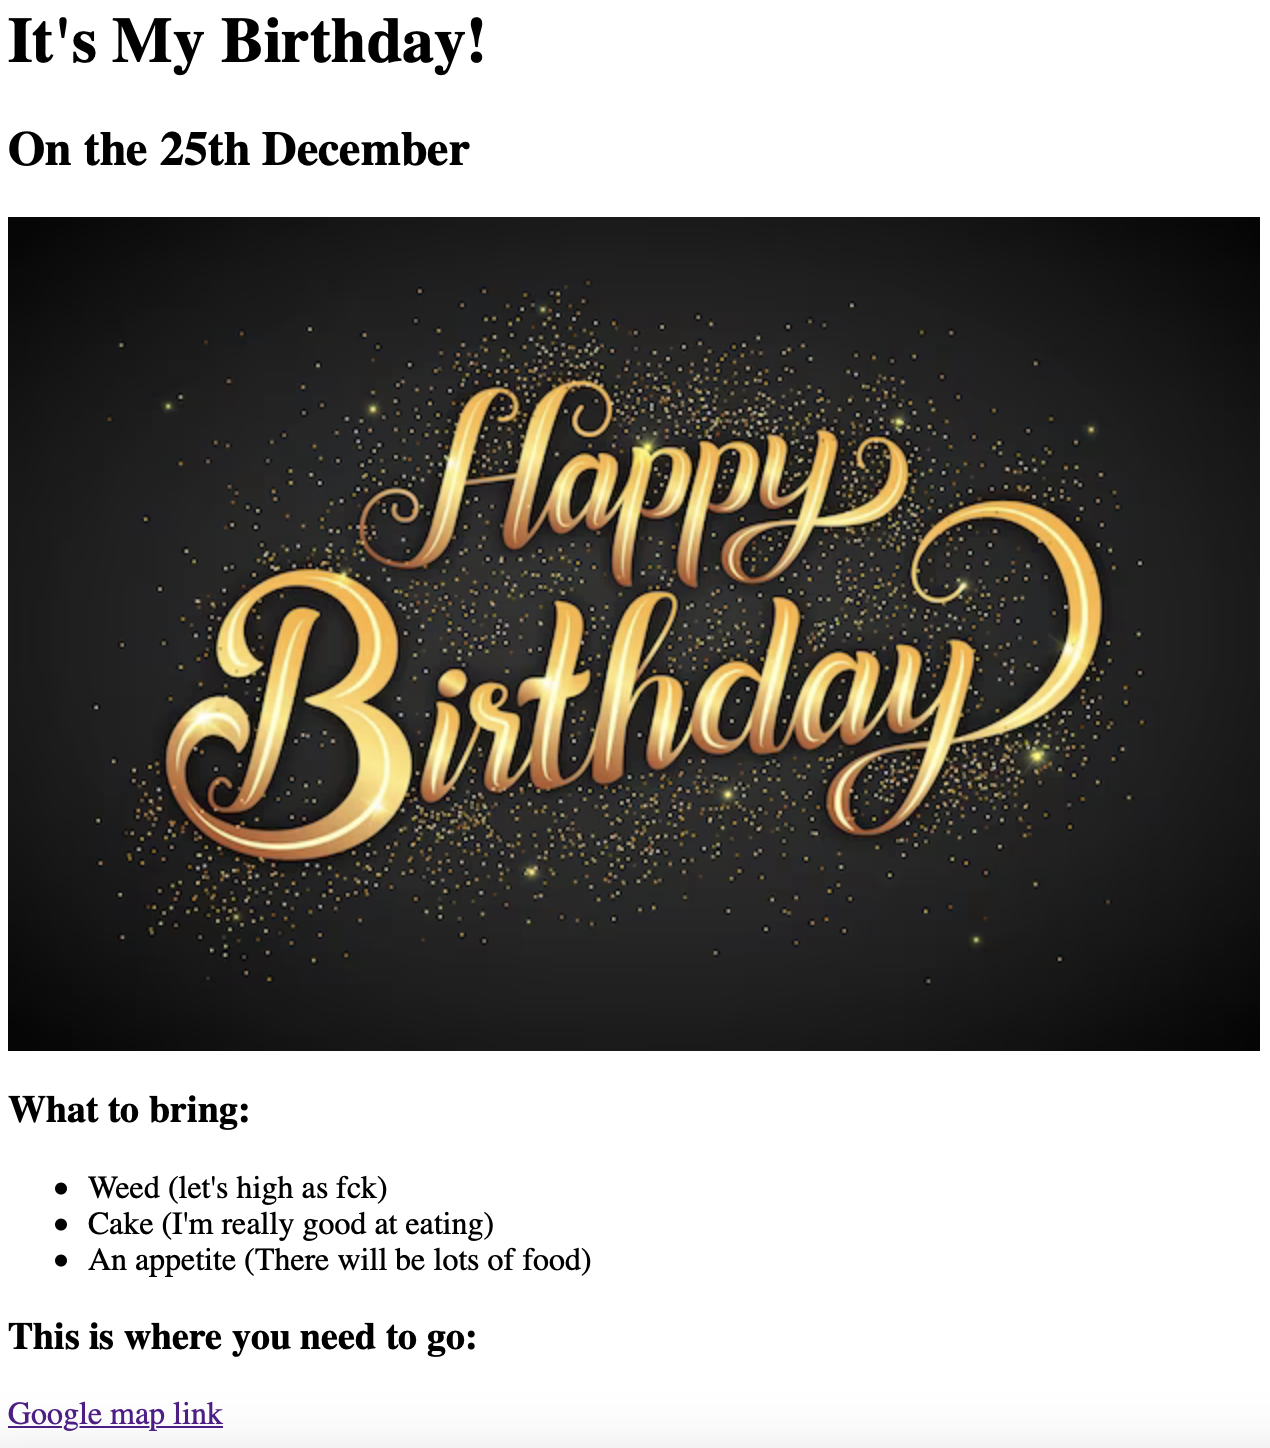 It's My Birthday!
On the 25th December
Happy
Birthday
What to bring:
Weed (let's high as fck)
Cake (I'm really good at eating)
An appetite (There will be lots of food)
This is where you need to go:
Google map link